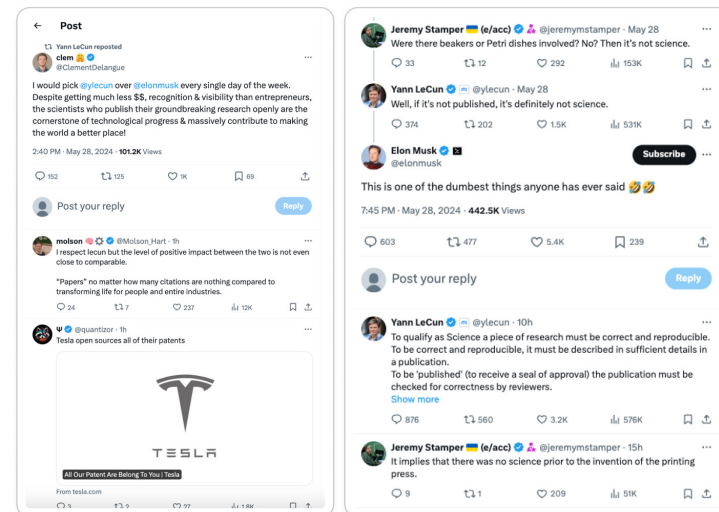 Post
Yann LeCun reposted
clem 🤗
@ClementDelangue
I would pick @ylecun over @elonmusk every single day of the week.
Despite getting much less $$, recognition & visibility than entrepreneurs,
the scientists who publish their groundbreaking research openly are the
cornerstone of technological progress & massively contribute to making
the world a better place!
2:40 PM · May 28, 2024 · 101.2K Views
152 125 1K 69
Post your reply
Reply
molson 🧠⚙️ @Molson_Hart · 1h
I respect lecun but the level of positive impact between the two is not even
close to comparable.
"Papers" no matter how many citations are nothing compared to
transforming life for people and entire industries.
24 7 237 12K
Ψ @quantizor · 1h
Tesla open sources all of their patents
TESLA
All Our Patent Are Belong To You | Tesla
From tesla.com
3 2 27 1.8K
Jeremy Stamper 🇺🇦 (e/acc) @jeremymstamper · May 28
Were there beakers or Petri dishes involved? No? Then it's not science.
33 12 292 153K
Yann LeCun @ylecun · May 28
Well, if it's not published, it's definitely not science.
374 202 1.5K 531K
Elon Musk
@elonmusk
Subscribe
This is one of the dumbest things anyone has ever said 🤣🤣
7:45 PM · May 28, 2024 · 442.5K Views
603 477 5.4K 239
Post your reply
Reply
Yann LeCun @ylecun · 10h
To qualify as Science a piece of research must be correct and reproducible.
To be correct and reproducible, it must be described in sufficient details in
a publication.
To be 'published' (to receive a seal of approval) the publication must be
checked for correctness by reviewers.
Show more
876 560 3.2K 576K
Jeremy Stamper 🇺🇦 (e/acc) @jeremymstamper · 15h
It implies that there was no science prior to the invention of the printing
press.
9 1 209 51K